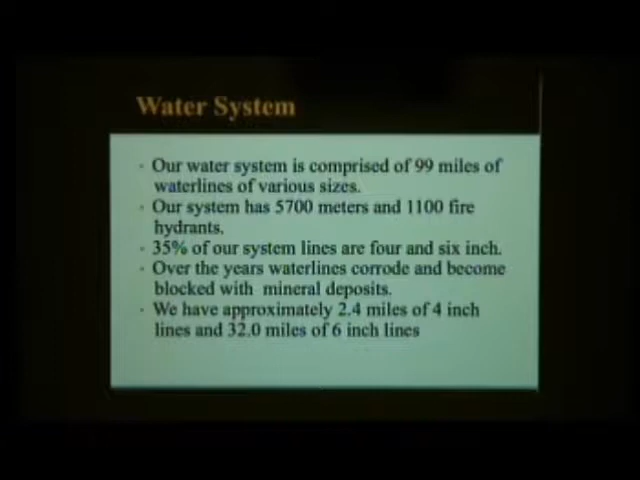 Water System
· Our water system is comprised of 99 miles of
waterlines of various sizes.
· Our system has 5700 meters and 1100 fire
hydrants.
· 35% of our system lines are four and six inch.
· Over the years waterlines corrode and become
blocked with mineral deposits.
· We have approximately 2.4 miles of 4 inch
lines and 32.0 miles of 6 inch lines